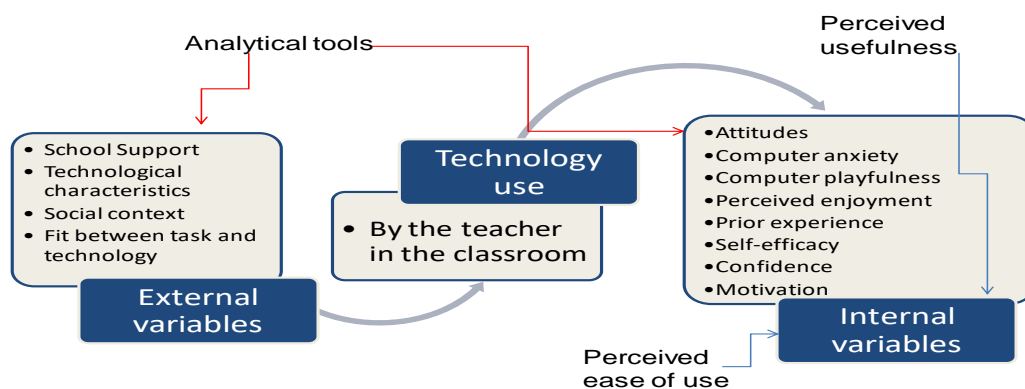 Analytical tools
Perceived
usefulness
• School Support
• Technological
characteristics
• Social context
• Fit between task and
technology
External
variables
Technology
use
• By the teacher
in the classroom
•Attitudes
•Computer anxiety
•Computer playfulness
•Perceived enjoyment
•Prior experience
•Self-efficacy
•Confidence
•Motivation
Internal
variables
Perceived
ease of use